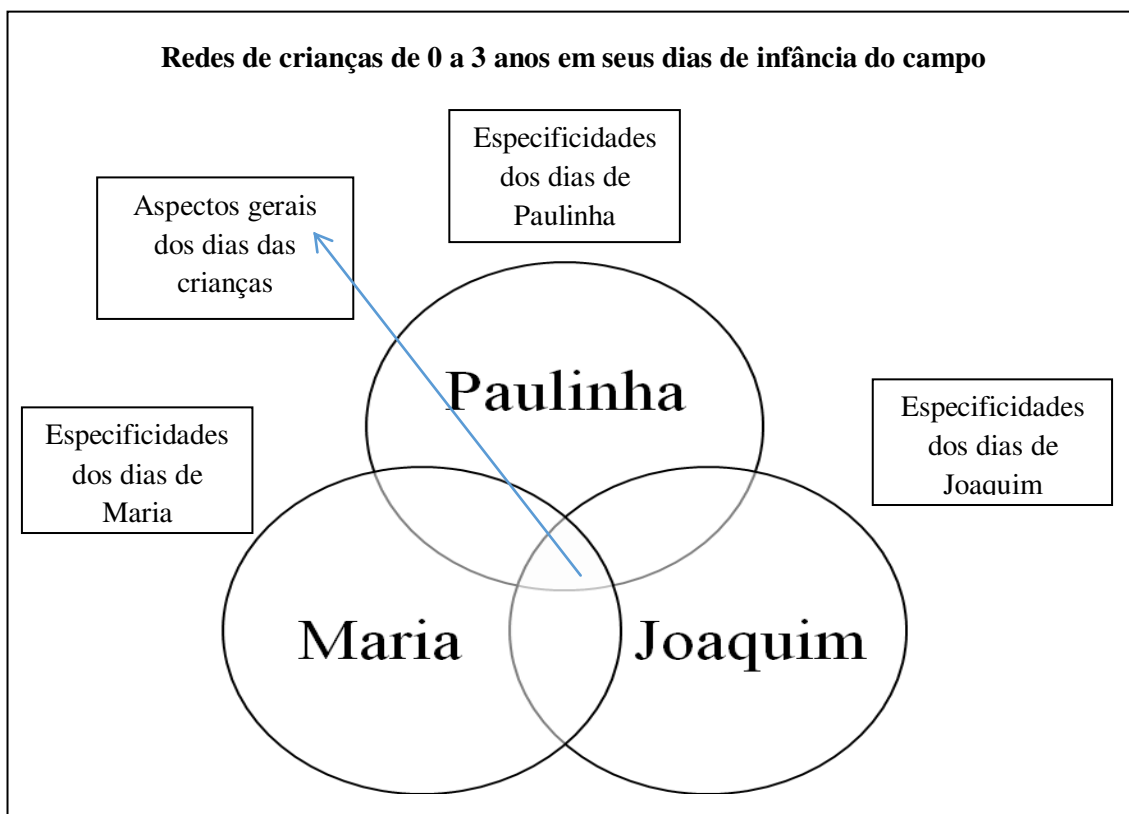 Redes de crianças de 0 a 3 anos em seus dias de infância do campo
Especificidades
dos dias de
Paulinha
Aspectos gerais
dos dias das
crianças
Paulinha
Especificidades
dos dias de
Joaquim
Especificidades
dos dias de
Maria
Maria
Joaquim